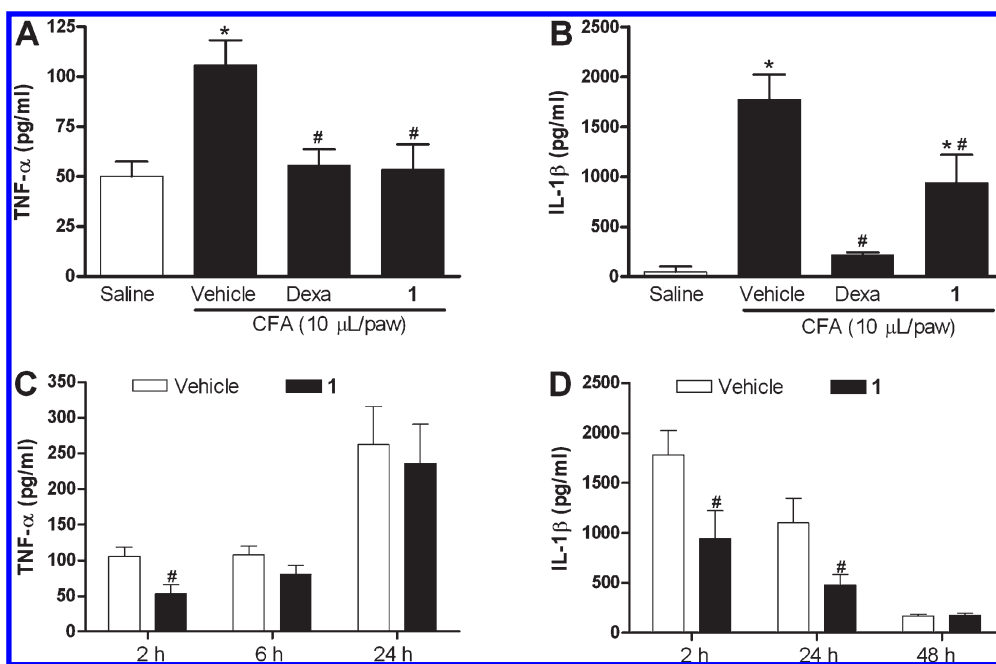 A
TNF-α (pg/ml)
125
100
75
50
25
0
*
#
#
Saline
Vehicle
Dexa
1
CFA (10 μL/paw)
B
IL-1β (pg/ml)
2500
2000
1500
1000
500
0
*
#
* #
Saline
Vehicle
Dexa
1
CFA (10 μL/paw)
C
Vehicle
1
TNF-α (pg/ml)
350
300
250
200
150
100
50
0
#
2 h
6 h
24 h
D
Vehicle
1
IL-1β (pg/ml)
2500
2000
1500
1000
500
0
#
#
2 h
24 h
48 h